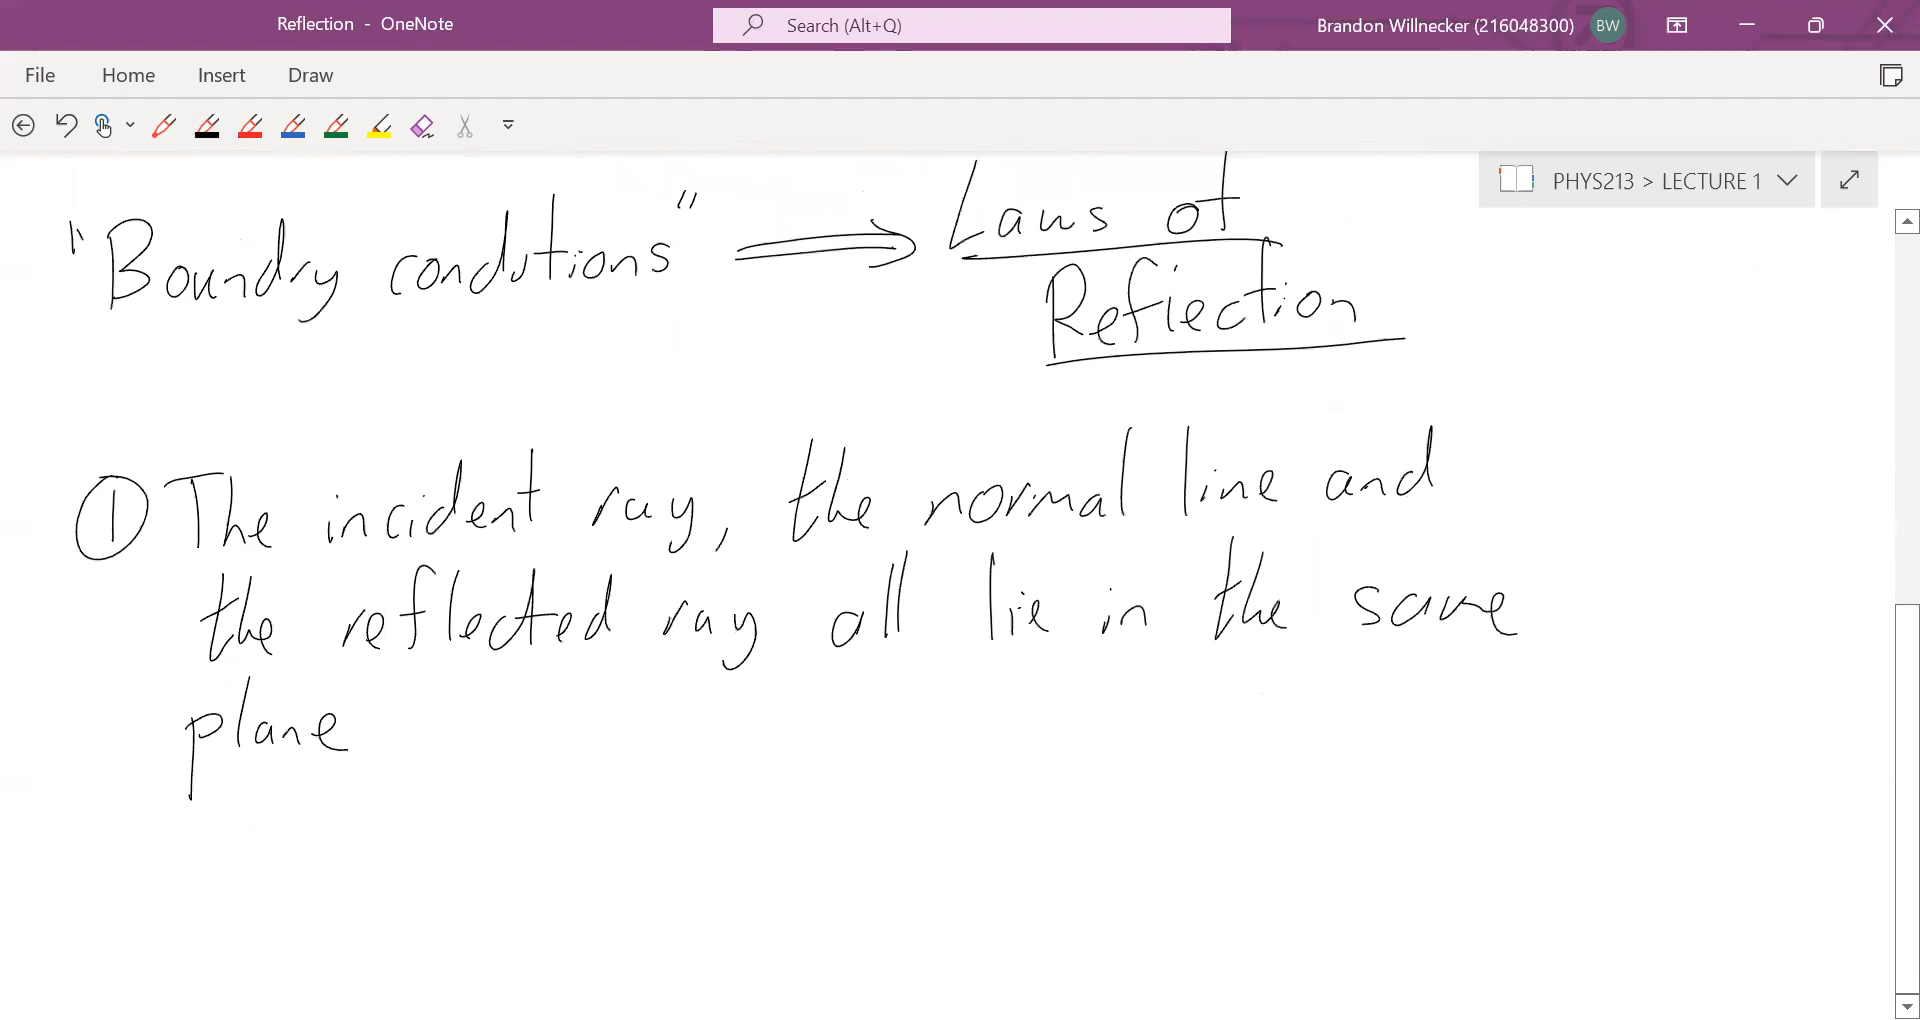 Reflection - OneNote
Search (Alt+Q)
Brandon Willnecker (216048300)
BW
File Home Insert Draw
PHYS213 > LECTURE 1
"Boundry conditions" ⟹ Laws of
Reflection
① The incident ray, the normal line and
the reflected ray all lie in the same
plane